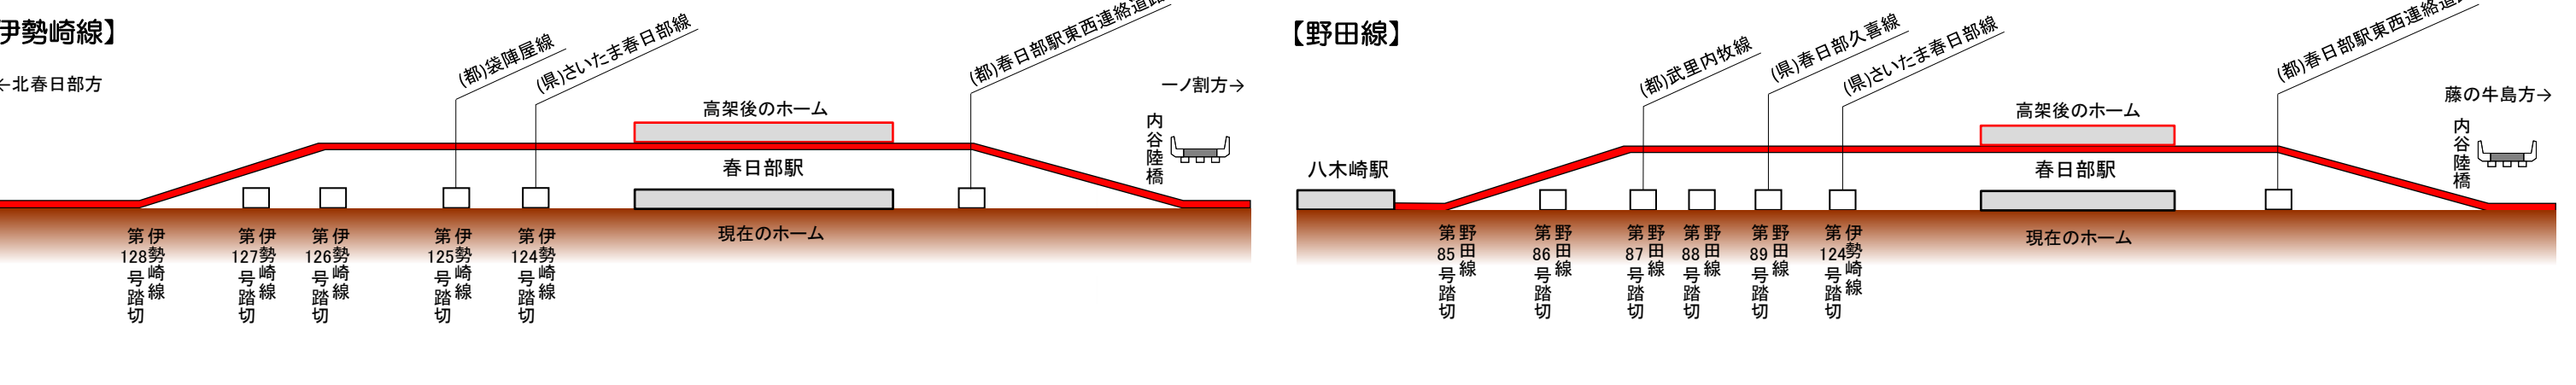 伊勢崎線】
←北春日部方
(都)袋陣屋線
(県)さいたま春日部線
(都)春日部駅東西連絡道路
一ノ割方→
高架後のホーム
内谷陸橋
春日部駅
現在のホーム
伊勢崎線第128号踏切
伊勢崎線第127号踏切
伊勢崎線第126号踏切
伊勢崎線第125号踏切
伊勢崎線第124号踏切
【野田線】
(都)武里内牧線
(県)春日部久喜線
(県)さいたま春日部線
(都)春日部駅東西連絡道
藤の牛島方→
高架後のホーム
内谷陸橋
八木崎駅
春日部駅
現在のホーム
野田線第85号踏切
野田線第86号踏切
野田線第87号踏切
野田線第88号踏切
野田線第89号踏切
伊勢崎線第124号踏切